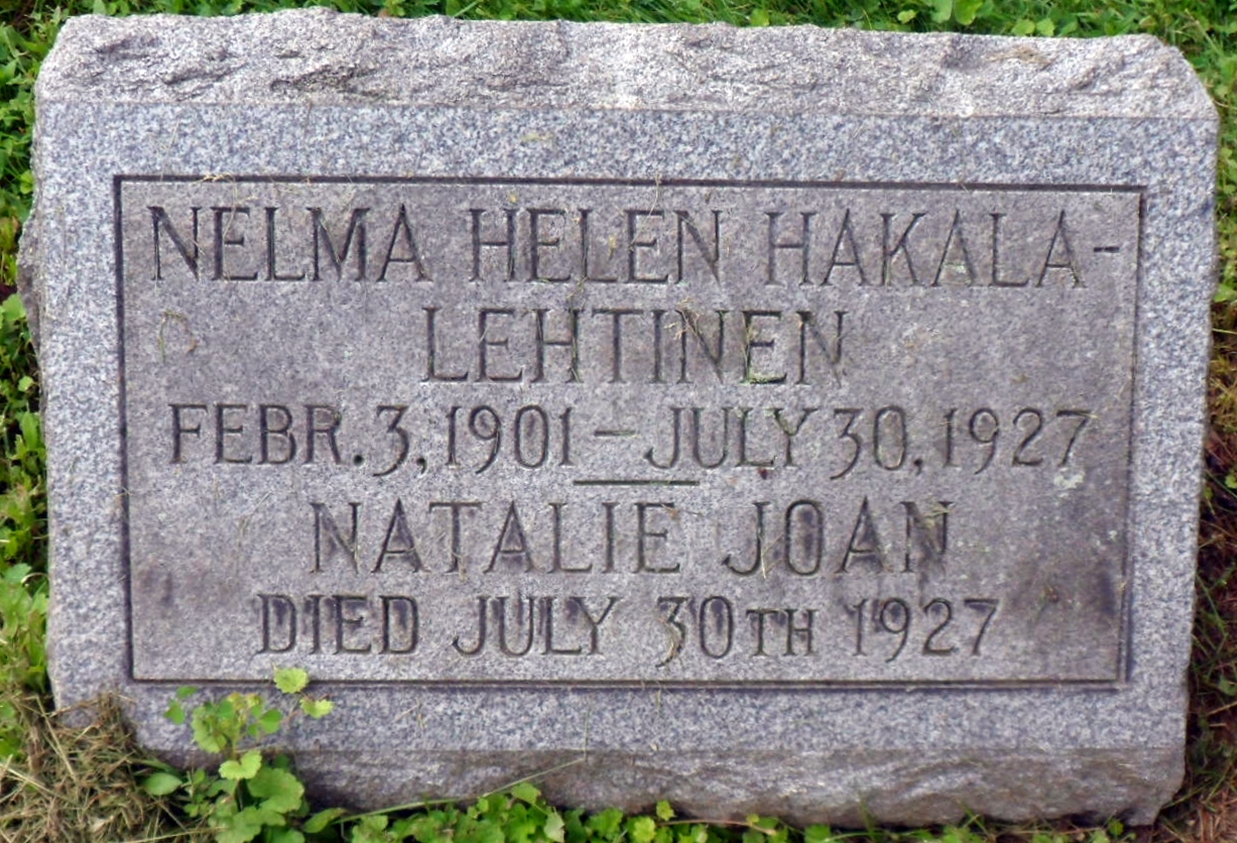 NELMA HELEN HAKALA-
LEHTINEN
FEBR. 3, 1901 – JULY 30, 1927
NATALIE JOAN
DIED JULY 30TH 1927